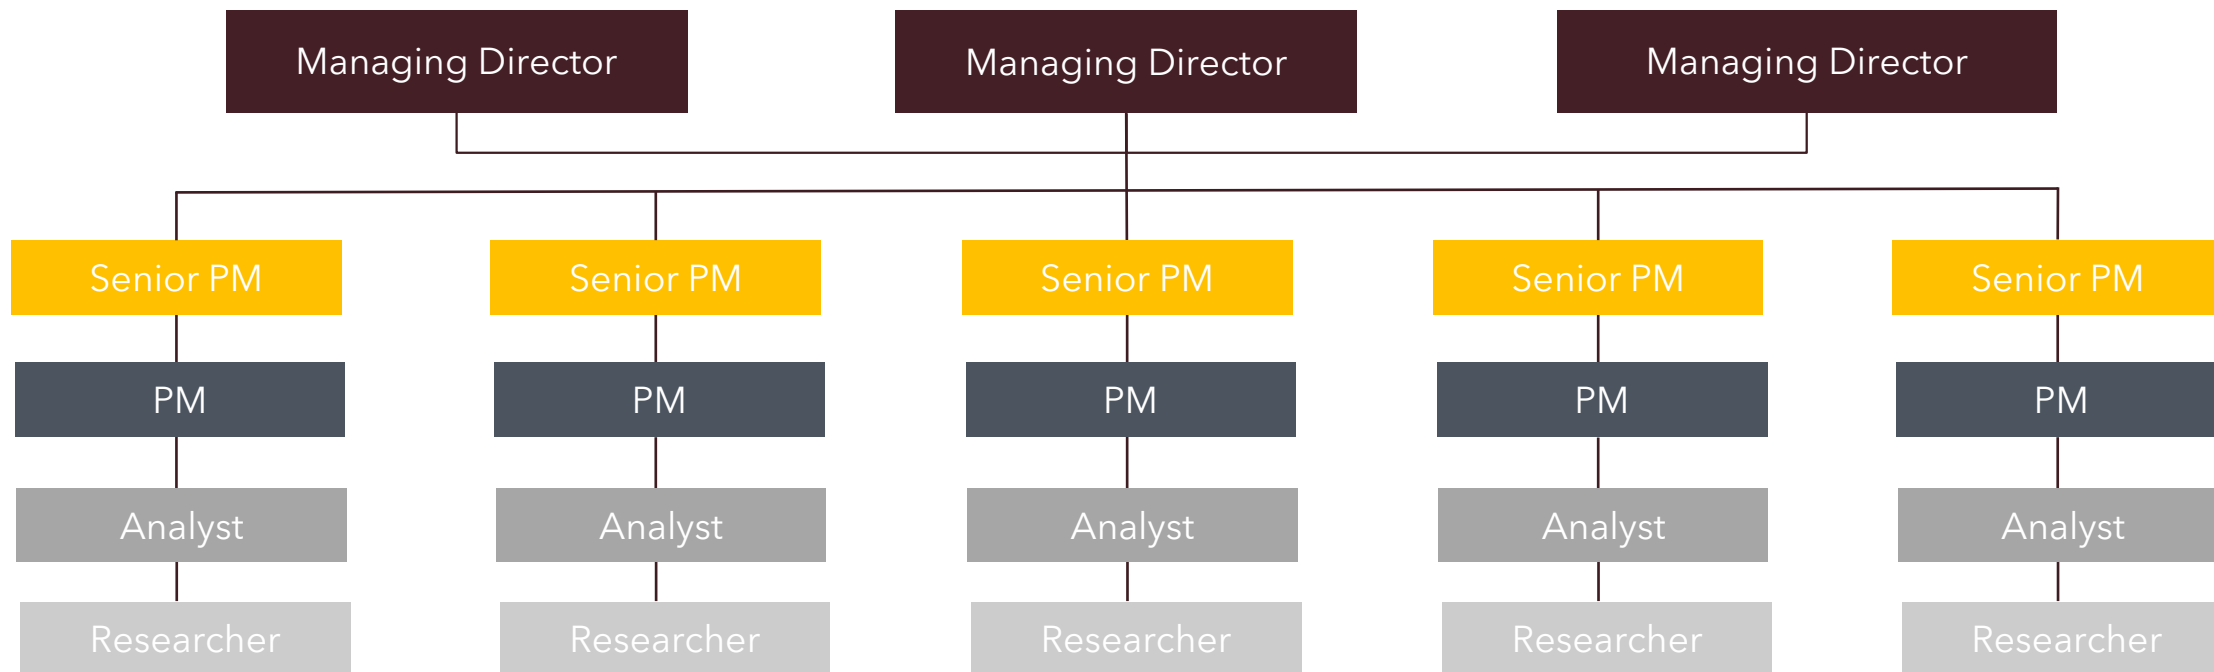 Managing Director
Managing Director
Managing Director
Senior PM
Senior PM
Senior PM
Senior PM
Senior PM
PM
PM
PM
PM
PM
Analyst
Analyst
Analyst
Analyst
Analyst
Researcher
Researcher
Researcher
Researcher
Researcher